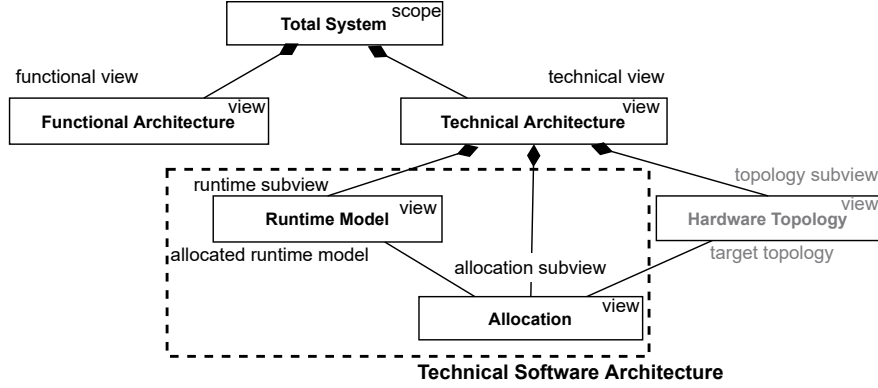 scope
Total System
functional view
technical view
view
Functional Architecture
view
Technical Architecture
runtime subview
topology subview
view
Runtime Model
view
Hardware Topology
allocated runtime model
allocation subview
target topology
view
Allocation
Technical Software Architecture